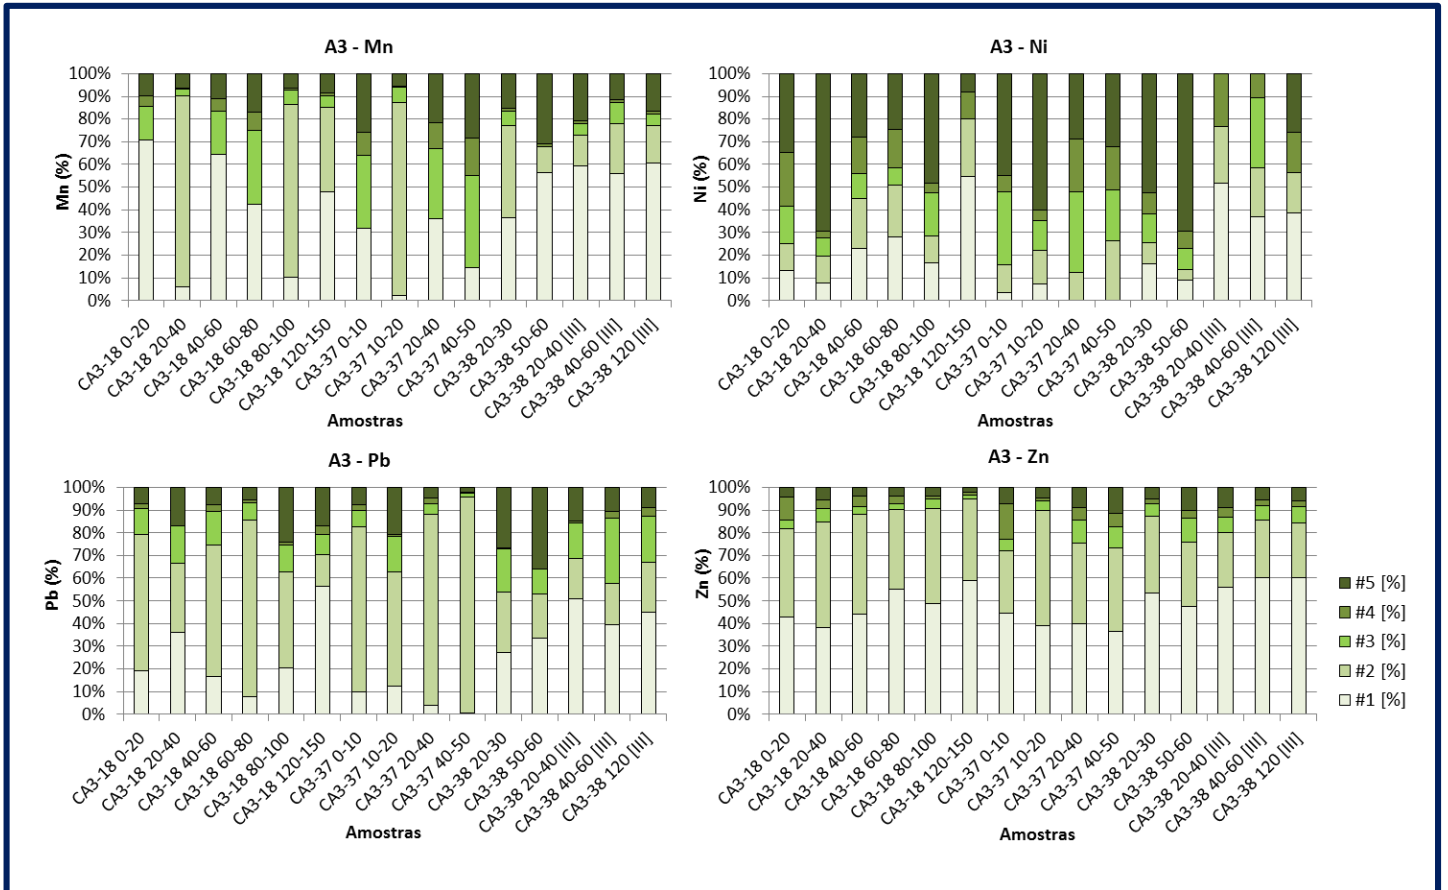 A3 - Mn
100%
90%
80%
70%
60%
50%
40%
30%
20%
10%
0%
Mn (%)
CA3-18 0-20
CA3-18 20-40
CA3-18 40-60
CA3-18 60-80
CA3-18 80-100
CA3-18 120-150
CA3-37 0-10
CA3-37 10-20
CA3-37 20-40
CA3-37 40-50
CA3-38 20-30
CA3-38 50-60
CA3-38 20-40 [III]
CA3-38 40-60 [III]
CA3-38 120 [III]
Amostras
A3 - Ni
100%
90%
80%
70%
60%
50%
40%
30%
20%
10%
0%
Ni (%)
CA3-18 0-20
CA3-18 20-40
CA3-18 40-60
CA3-18 60-80
CA3-18 80-100
CA3-18 120-150
CA3-37 0-10
CA3-37 10-20
CA3-37 20-40
CA3-37 40-50
CA3-38 20-30
CA3-38 50-60
CA3-38 20-40 [III]
CA3-38 40-60 [III]
CA3-38 120 [III]
Amostras
A3 - Pb
100%
90%
80%
70%
60%
50%
40%
30%
20%
10%
0%
Pb (%)
CA3-18 0-20
CA3-18 20-40
CA3-18 40-60
CA3-18 60-80
CA3-18 80-100
CA3-18 120-150
CA3-37 0-10
CA3-37 10-20
CA3-37 20-40
CA3-37 40-50
CA3-38 20-30
CA3-38 50-60
CA3-38 20-40 [III]
CA3-38 40-60 [III]
CA3-38 120 [III]
Amostras
A3 - Zn
100%
90%
80%
70%
60%
50%
40%
30%
20%
10%
0%
Zn (%)
CA3-18 0-20
CA3-18 20-40
CA3-18 40-60
CA3-18 60-80
CA3-18 80-100
CA3-18 120-150
CA3-37 0-10
CA3-37 10-20
CA3-37 20-40
CA3-37 40-50
CA3-38 20-30
CA3-38 50-60
CA3-38 20-40 [III]
CA3-38 40-60 [III]
CA3-38 120 [III]
Amostras
#5 [%]
#4 [%]
#3 [%]
#2 [%]
#1 [%]